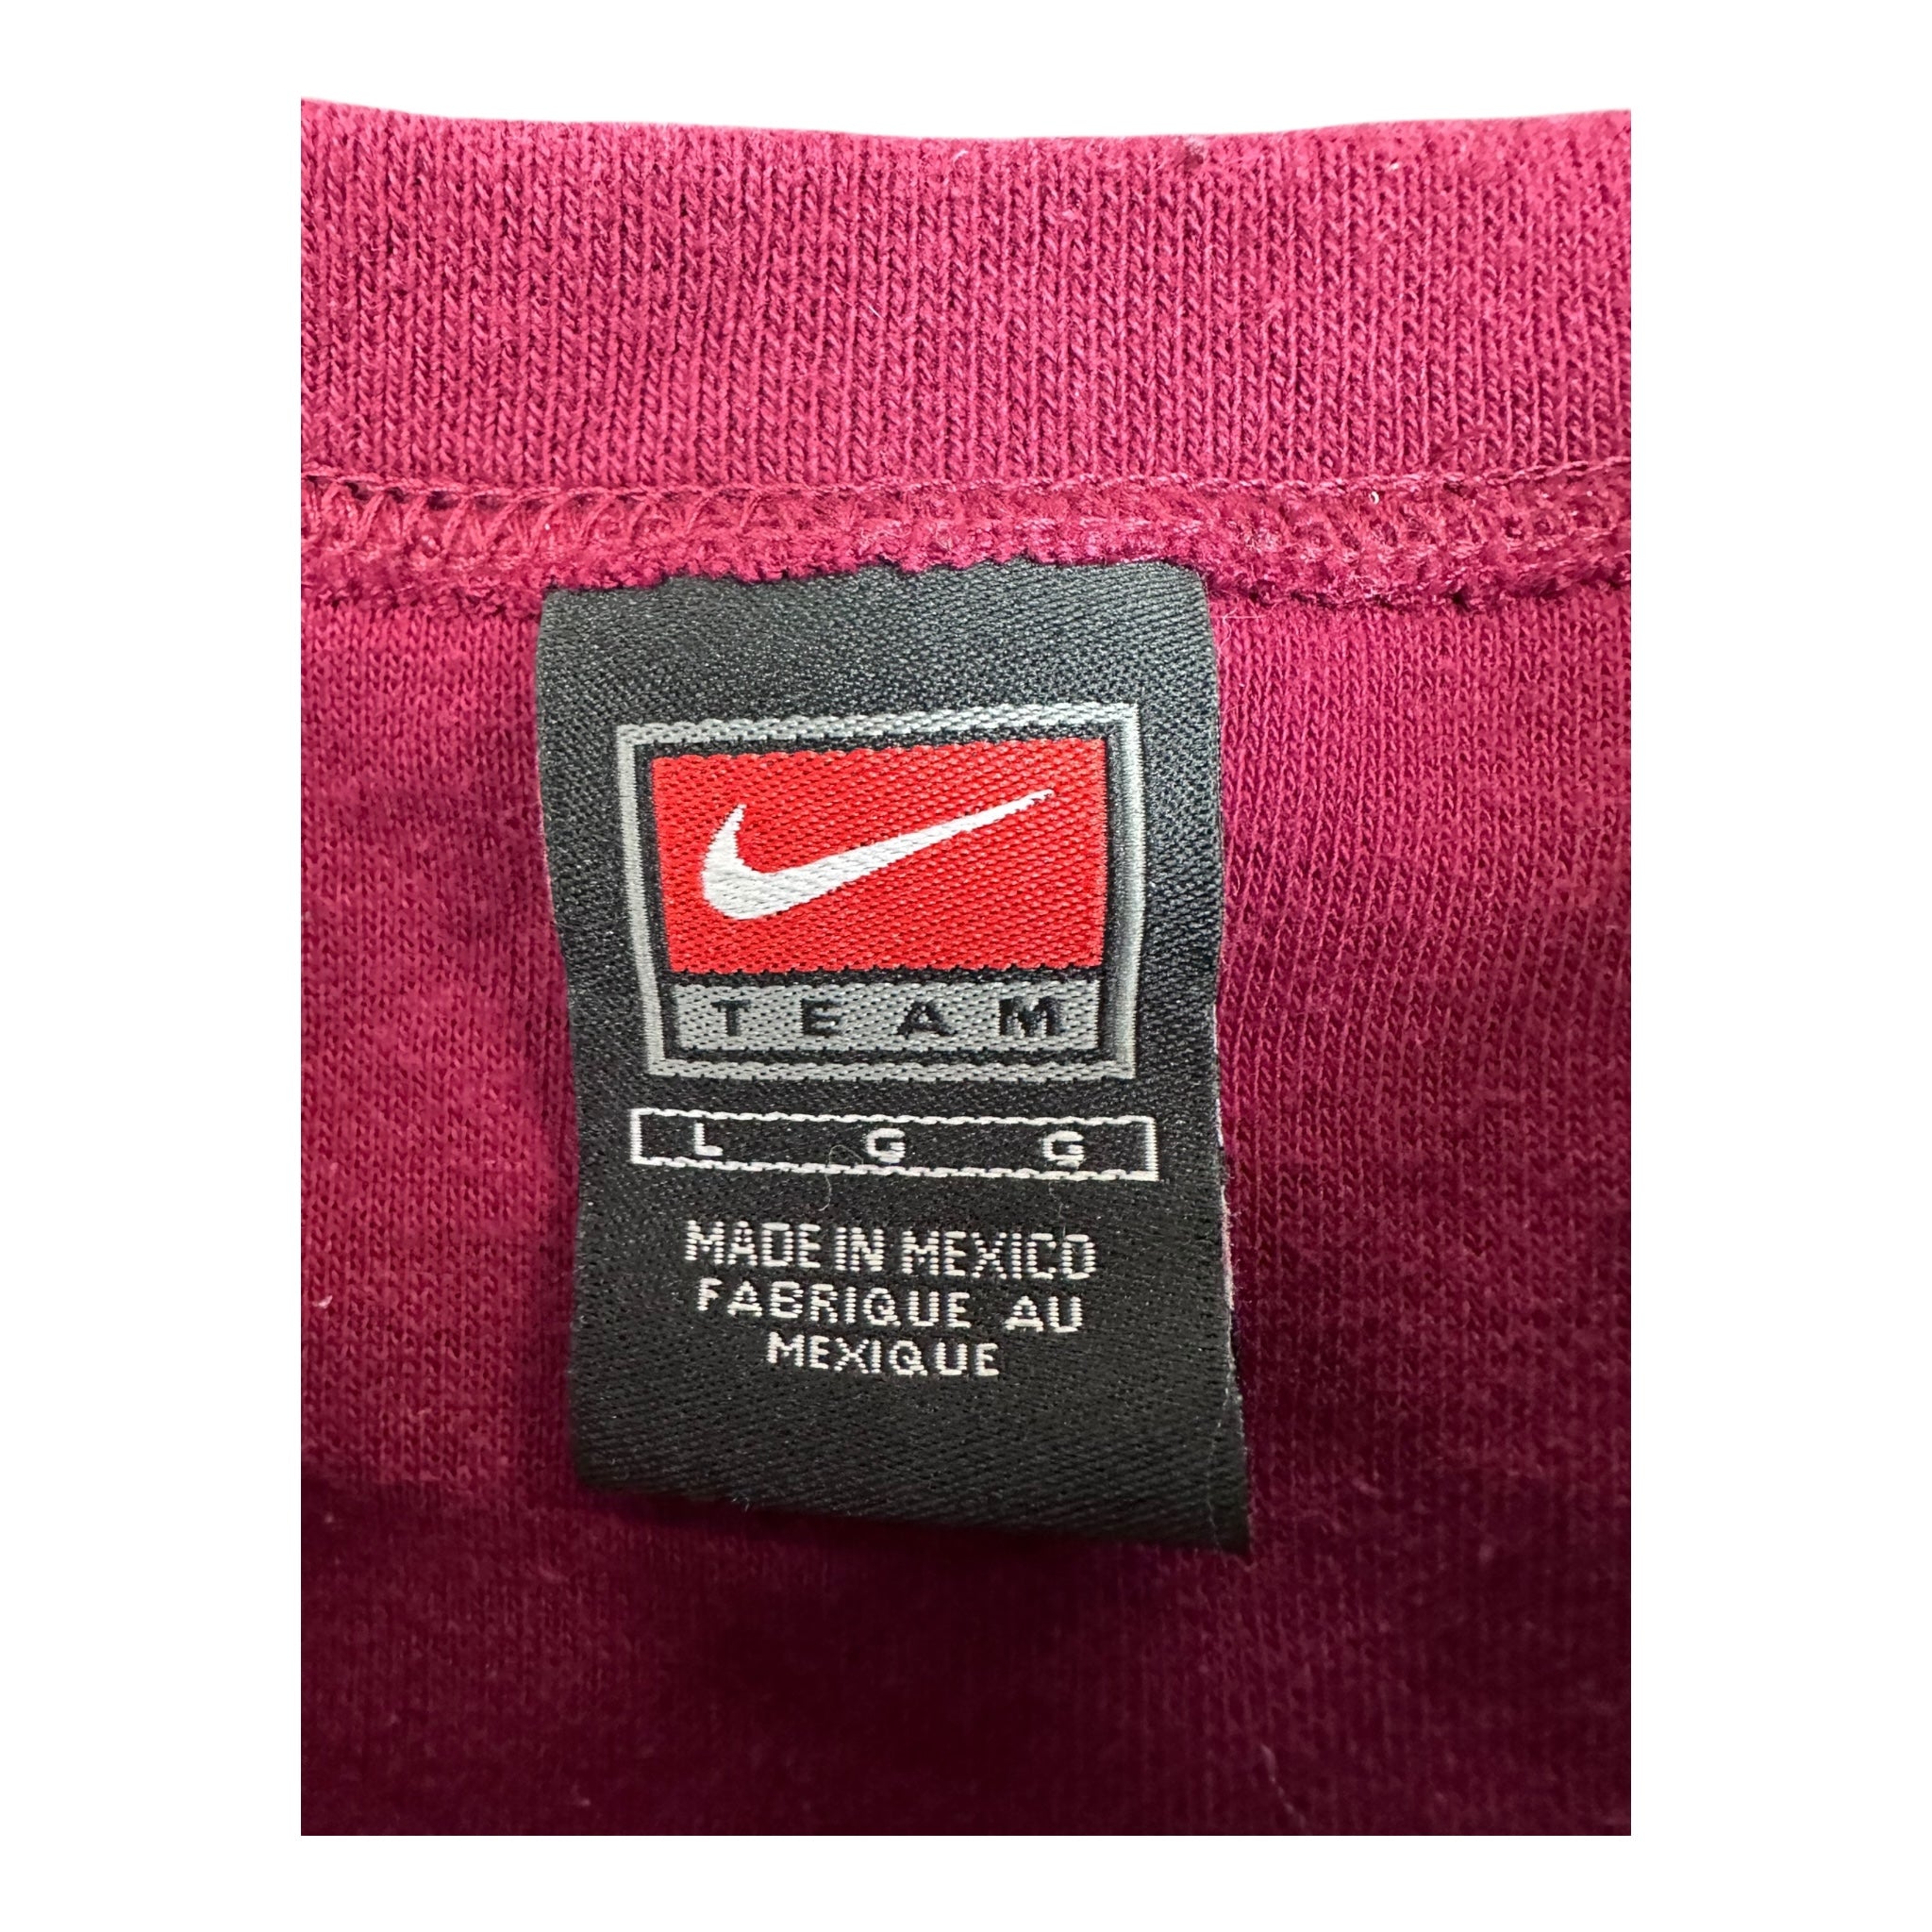 TEAM
L G G
MADE IN MEXICO
FABRIQUE AU
MEXIQUE